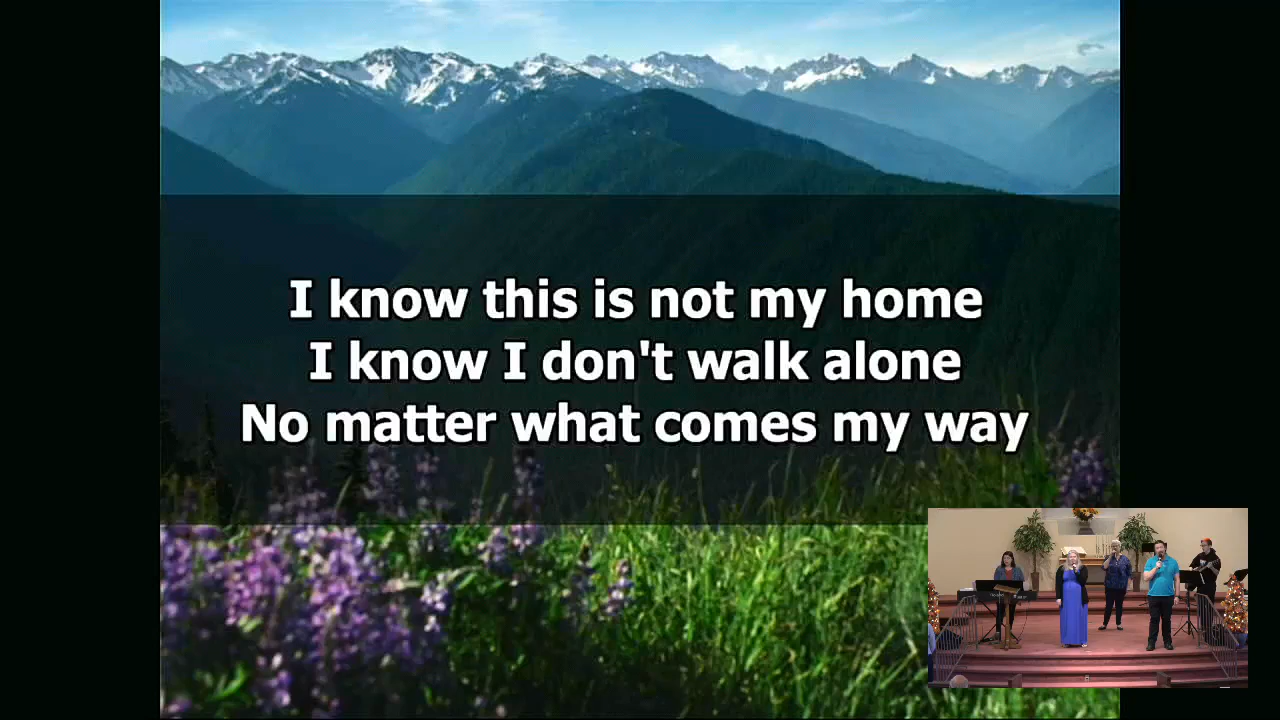 I know this is not my home
I know I don't walk alone
No matter what comes my way